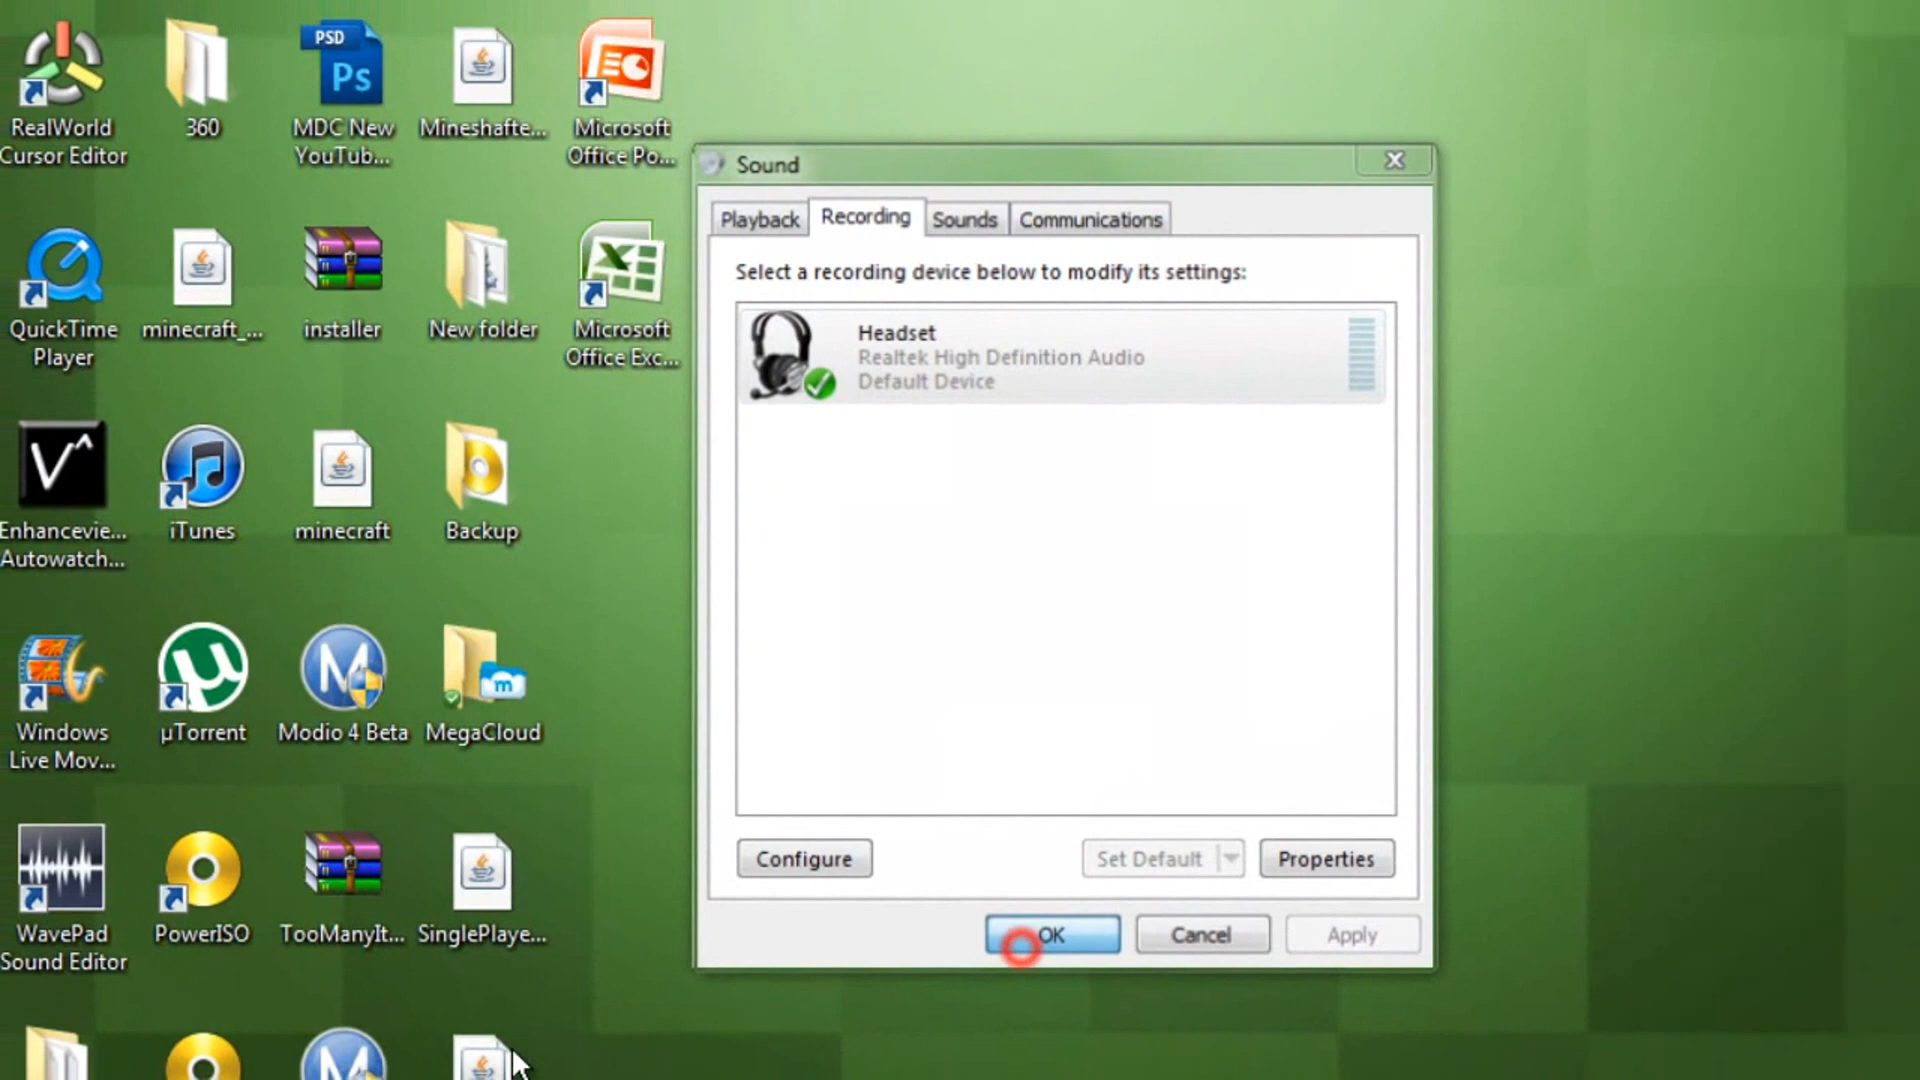 RealWorld
Cursor Editor
360
PSD
Ps
MDC New
YouTub...
Mineshafte...
Microsoft
Office Po...
QuickTime
Player
minecraft_...
installer
New folder
Microsoft
Office Exc...
Enhancevie...
Autowatch...
iTunes
minecraft
Backup
Windows
Live Mov...
µTorrent
Modio 4 Beta
m
MegaCloud
WavePad
Sound Editor
PowerISO
TooManyIt...
SinglePlaye...
Sound
Playback
Recording
Sounds
Communications
Select a recording device below to modify its settings:
Headset
Realtek High Definition Audio
Default Device
Configure
Set Default
Properties
OK
Cancel
Apply